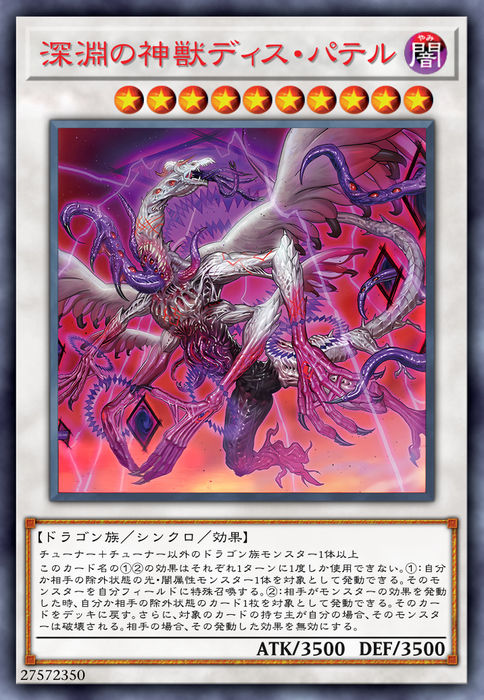 深淵の神獣ディス・パテル
やみ
闇
【ドラゴン族／シンクロ／効果】
チューナー＋チューナー以外のドラゴン族モンスター1体以上
このカード名の①②の効果はそれぞれ1ターンに1度しか使用できない。①：自分
か相手の除外状態の光・闇属性モンスター1体を対象として発動できる。そのモ
ンスターを自分フィールドに特殊召喚する。②：相手がモンスターの効果を発動
した時、自分か相手の除外状態のカード1枚を対象として発動できる。そのカー
ドをデッキに戻す。さらに、対象のカードの持ち主が自分の場合、そのモンスタ
ーは破壊される。相手の場合、その発動した効果を無効にする。
ATK/3500 DEF/3500
27572350